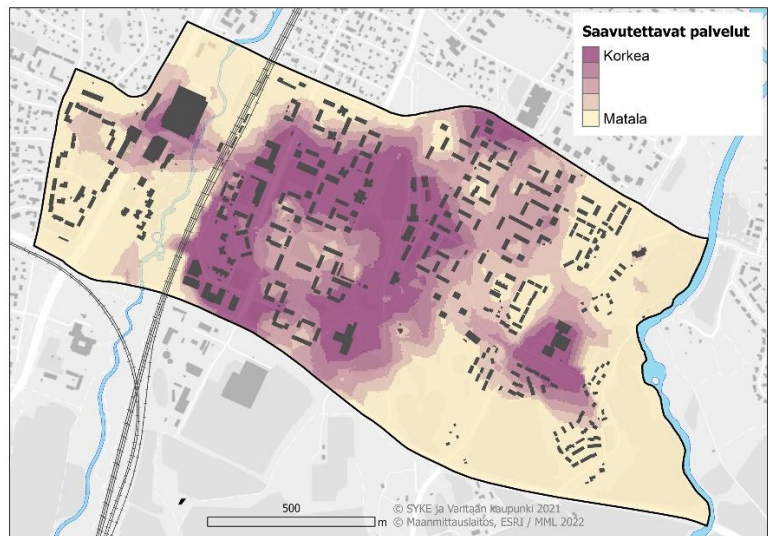 Saavutettavat palvelut
Korkea
Matala
500
m
© SYKE ja Vantaan kaupunki 2021
© Maanmittauslaitos, ESRI / MML 2022